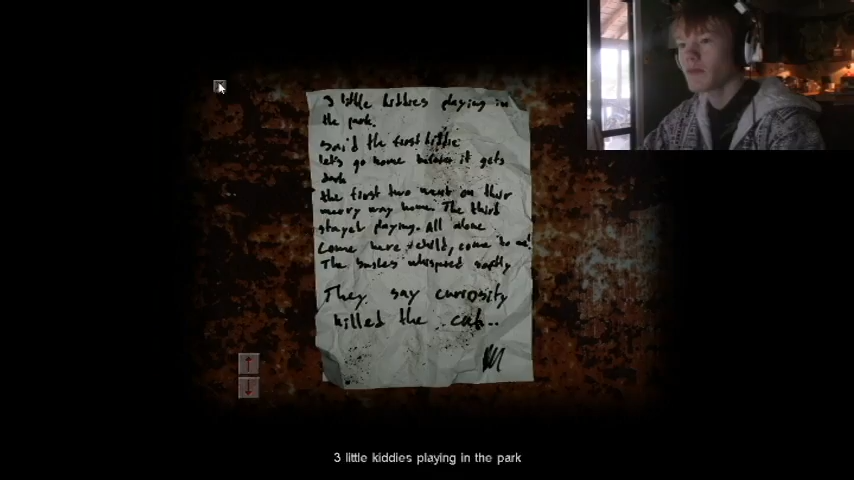 3 little kiddies playing in
the park.
said the first kiddie
let's go home before it gets
dark
the first two went on their
merry way home. The third
stayed playing. All alone
Come here child, come to me!
The bushes whispered softly
They say curiosity
killed the cat..
3 little kiddies playing in the park